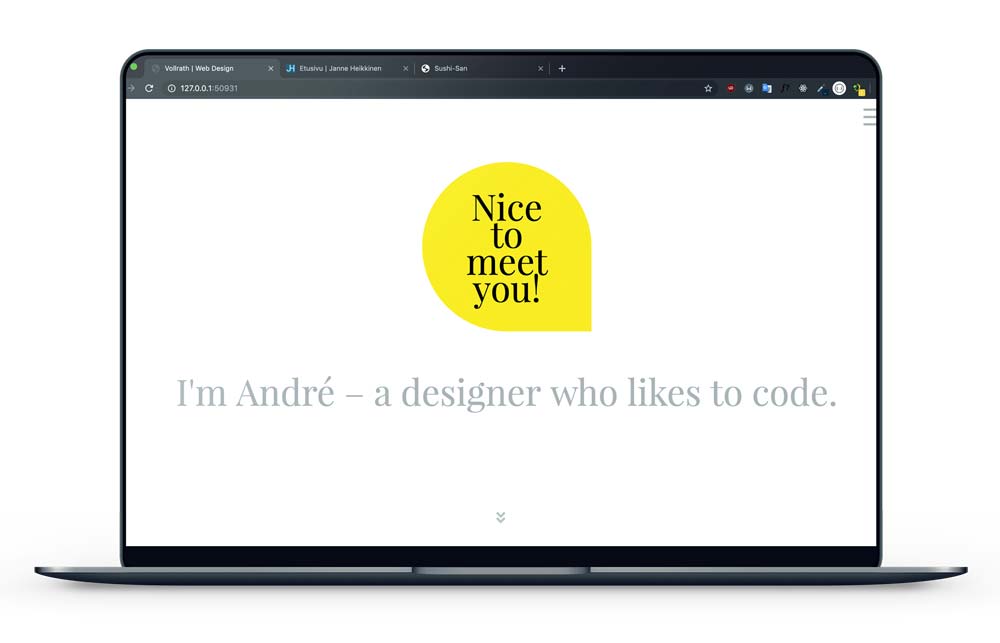 Vollrath | Web Design
JH
Etusivu | Janne Heikkinen
Sushi-San
127.0.0.1:50931
Nice
to
meet
you!
I'm André – a designer who likes to code.